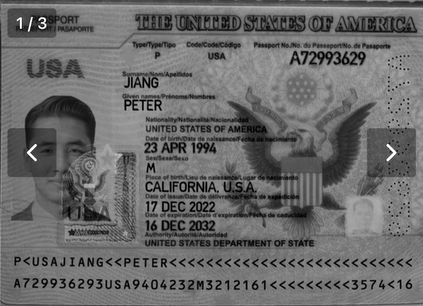 1 / 3
PASSPORT
PASAPORTE
THE UNITED STATES OF AMERICA
Type/Type/Tipo Code/Code/Código Passport No./No. du Passeport/No. de Pasaporte
P USA A72993629
USA
Surname/Nom/Apellidos
JIANG
Given names/Prénoms/Nombres
PETER
Nationality/Nationalité/Nacionalidad
UNITED STATES OF AMERICA
Date of birth/Date de naissance/Fecha de nacimiento
23 APR 1994
Sex/Sexe/Sexo
M
Place of birth/Lieu de naissance/Lugar de nacimiento
CALIFORNIA, U.S.A.
Date of issue/Date de délivrance/Fecha de expedición
17 DEC 2022
Date of expiration/Date d'expiration/Fecha de caducidad
16 DEC 2032
Authority/Autorité/Autoridad
UNITED STATES DEPARTMENT OF STATE
USA
P<USAJIANG<<PETER<<<<<<<<<<<<<<<<<<<<<<<<<<<
A729936293USA9404232M3212161<<<<<<<<<3574<16